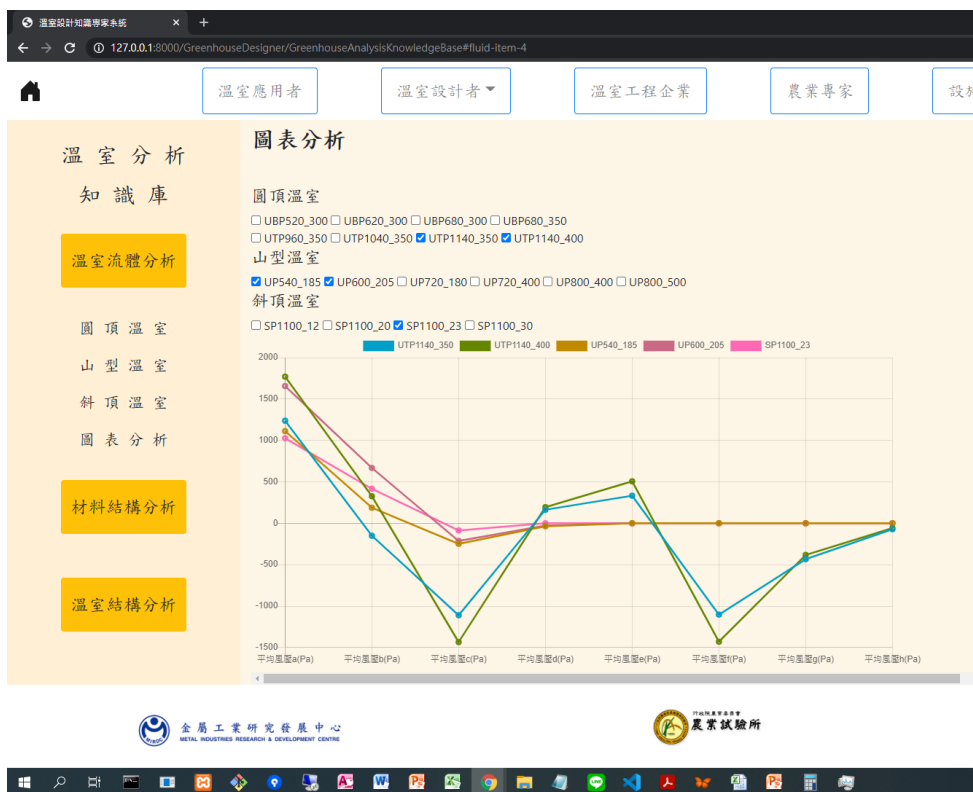 溫室設計知識專家系統 × +
127.0.0.1:8000/GreenhouseDesigner/GreenhouseAnalysisKnowledgeBase#fluid-item-4
溫室應用者 溫室設計者 溫室工程企業 農業專家
溫室分析
知識庫
溫室流體分析
圓頂溫室
山型溫室
斜頂溫室
圖表分析
材料結構分析
溫室結構分析
圖表分析
圓頂溫室
UBP520_300 UBP620_300 UBP680_300 UBP680_350
UTP960_350 UTP1040_350 UTP1140_350 UTP1140_400
山型溫室
UP540_185 UP600_205 UP720_180 UP720_400 UP800_400 UP800_500
斜頂溫室
SP1100_12 SP1100_20 SP1100_23 SP1100_30
UTP1140_350 UTP1140_400 UP540_185 UP600_205 SP1100_23
2000
1500
1000
500
0
-500
-1000
-1500
平均風壓a(Pa) 平均風壓b(Pa) 平均風壓c(Pa) 平均風壓d(Pa) 平均風壓e(Pa) 平均風壓f(Pa) 平均風壓g(Pa) 平均風壓h(Pa)
金屬工業研究發展中心
METAL INDUSTRIES RESEARCH & DEVELOPMENT CENTRE
行政院農業委員會
農業試驗所